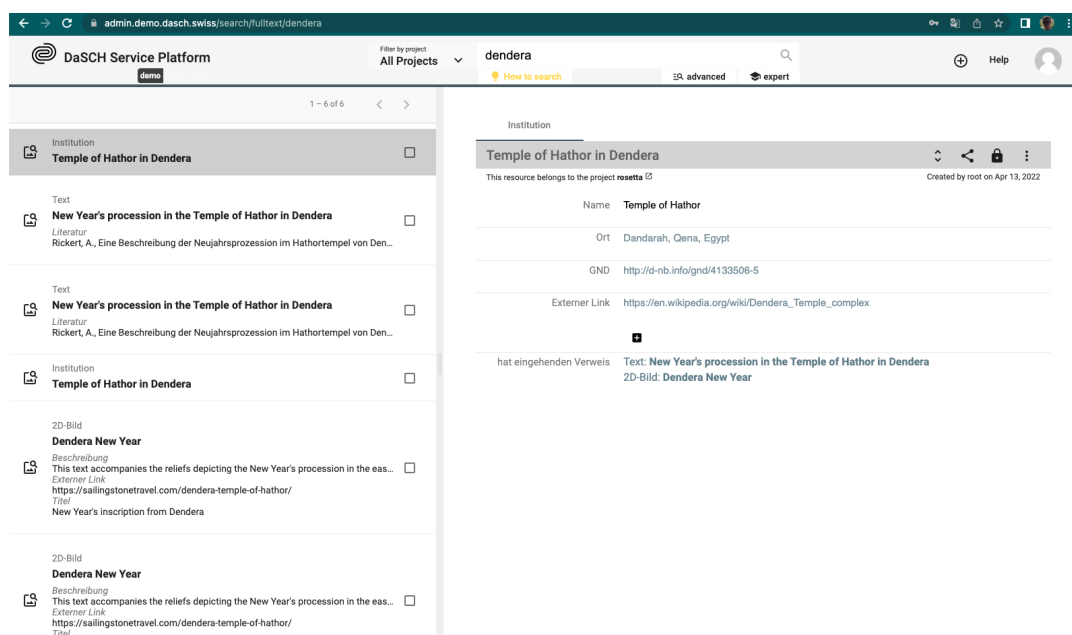 admin.demo.dasch.swiss/search/fulltext/dendera
DaSCH Service Platform
demo
Filter by project
All Projects
dendera
How to search
advanced
expert
Help
1 – 6 of 6
Institution
Temple of Hathor in Dendera
Text
New Year's procession in the Temple of Hathor in Dendera
Literatur
Rickert, A., Eine Beschreibung der Neujahrsprozession im Hathortempel von Den...
Text
New Year's procession in the Temple of Hathor in Dendera
Literatur
Rickert, A., Eine Beschreibung der Neujahrsprozession im Hathortempel von Den...
Institution
Temple of Hathor in Dendera
2D-Bild
Dendera New Year
Beschreibung
This text accompanies the reliefs depicting the New Year's procession in the eas...
Externer Link
https://sailingstonetravel.com/dendera-temple-of-hathor/
Titel
New Year's inscription from Dendera
2D-Bild
Dendera New Year
Beschreibung
This text accompanies the reliefs depicting the New Year's procession in the eas...
Externer Link
https://sailingstonetravel.com/dendera-temple-of-hathor/
Titel
Institution
Temple of Hathor in Dendera
This resource belongs to the project rosetta
Created by root on Apr 13, 2022
Name Temple of Hathor
Ort Dandarah, Qena, Egypt
GND http://d-nb.info/gnd/4133506-5
Externer Link https://en.wikipedia.org/wiki/Dendera_Temple_complex
hat eingehenden Verweis Text: New Year's procession in the Temple of Hathor in Dendera
2D-Bild: Dendera New Year